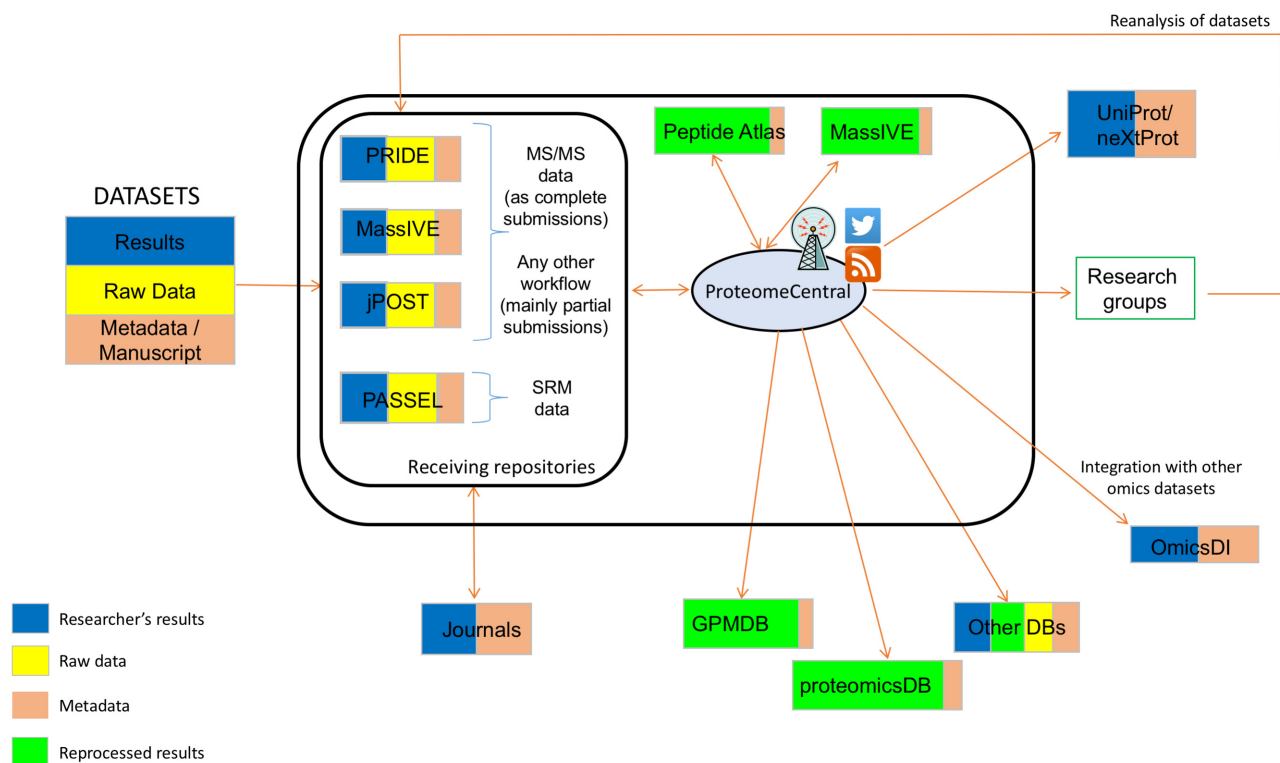 Reanalysis of datasets
DATASETS
Results
Raw Data
Metadata /
Manuscript
PRIDE
MassIVE
jPOST
PASSEL
MS/MS
data
(as complete
submissions)
Any other
workflow
(mainly partial
submissions)
SRM
data
Receiving repositories
Peptide Atlas
MassIVE
ProteomeCentral
UniProt/
neXtProt
Research
groups
Integration with other
omics datasets
OmicsDI
Journals
GPMDB
proteomicsDB
Other DBs
Researcher's results
Raw data
Metadata
Reprocessed results